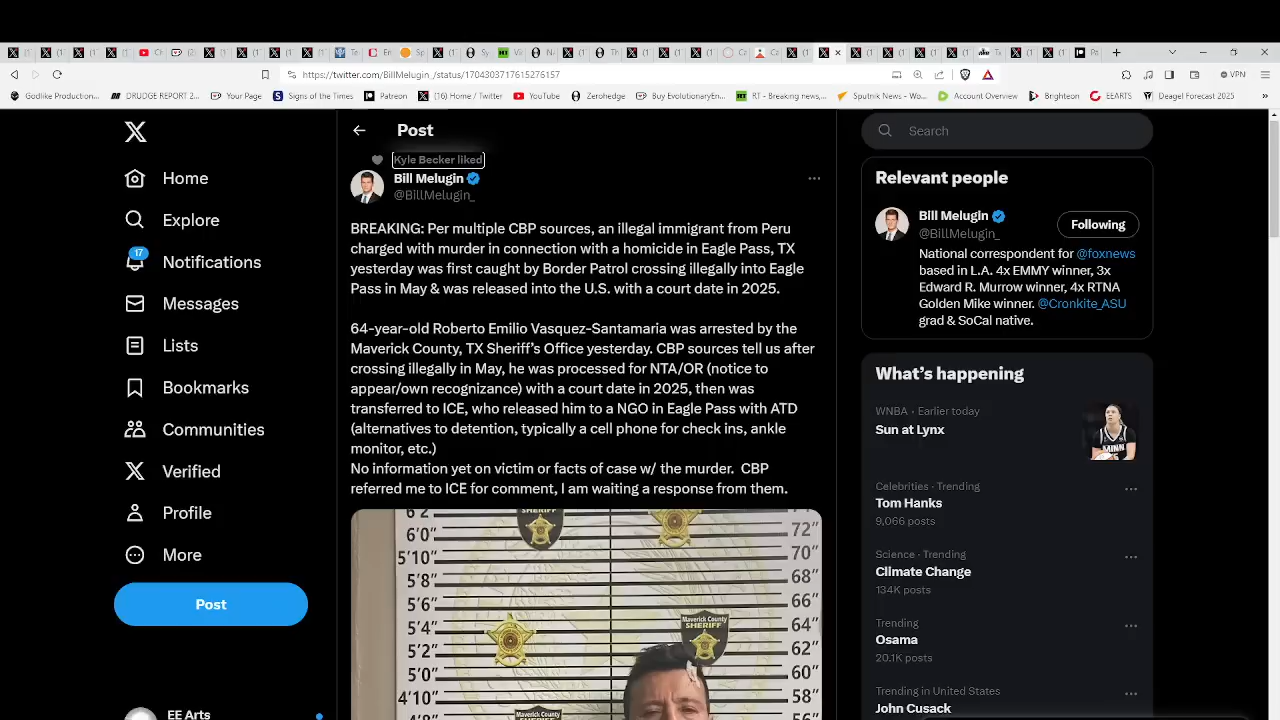 https://twitter.com/BillMelugin_/status/1704303717615276157
VPN
Godlike Production...
DRUDGE REPORT 2...
Your Page
Signs of the Times
Patreon
(10) Home / Twitter
YouTube
Zerohedge
Buy EvolutionaryEn...
RT - Breaking news,...
Sputnik News - Wo...
Account Overview
Brighteon
EEARTS
Deagel Forecast 2025
Home
Explore
17
Notifications
Messages
Lists
Bookmarks
Communities
Verified
Profile
More
Post
EE Arts
Post
Kyle Becker liked
Bill Melugin
@BillMelugin_
BREAKING: Per multiple CBP sources, an illegal immigrant from Peru
charged with murder in connection with a homicide in Eagle Pass, TX
yesterday was first caught by Border Patrol crossing illegally into Eagle
Pass in May & was released into the U.S. with a court date in 2025.
64-year-old Roberto Emilio Vasquez-Santamaria was arrested by the
Maverick County, TX Sheriff's Office yesterday. CBP sources tell us after
crossing illegally in May, he was processed for NTA/OR (notice to
appear/own recognizance) with a court date in 2025, then was
transferred to ICE, who released him to a NGO in Eagle Pass with ATD
(alternatives to detention, typically a cell phone for check ins, ankle
monitor, etc.)
No information yet on victim or facts of case w/ the murder. CBP
referred me to ICE for comment, I am waiting a response from them.
6'2"
SHERIFF
6'0"
72"
5'10"
70"
5'8"
68"
5'6"
66"
5'4"
Maverick County
SHERIFF
64"
5'2"
62"
5'0"
60"
4'10"
58"
Maverick County
Search
Relevant people
Bill Melugin
@BillMelugin_
Following
National correspondent for @foxnews
based in L.A. 4x EMMY winner, 3x
Edward R. Murrow winner, 4x RTNA
Golden Mike winner. @Cronkite_ASU
grad & SoCal native.
What's happening
WNBA · Earlier today
Sun at Lynx
Celebrities · Trending
Tom Hanks
9,066 posts
Science · Trending
Climate Change
134K posts
Trending
Osama
20.1K posts
Trending in United States
John Cusack